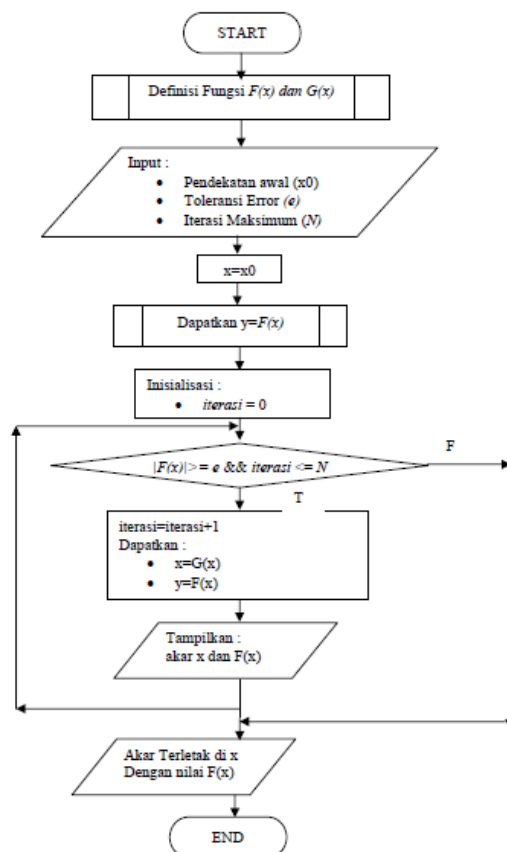 START
Definisi Fungsi F(x) dan G(x)
Input :
• Pendekatan awal (x0)
• Toleransi Error (e)
• Iterasi Maksimum (N)
x=x0
Dapatkan y=F(x)
Inisialisasi :
• iterasi = 0
F
|F(x)|>= e && iterasi <= N
T
iterasi=iterasi+1
Dapatkan :
• x=G(x)
• y=F(x)
Tampilkan :
akar x dan F(x)
Akar Terletak di x
Dengan nilai F(x)
END